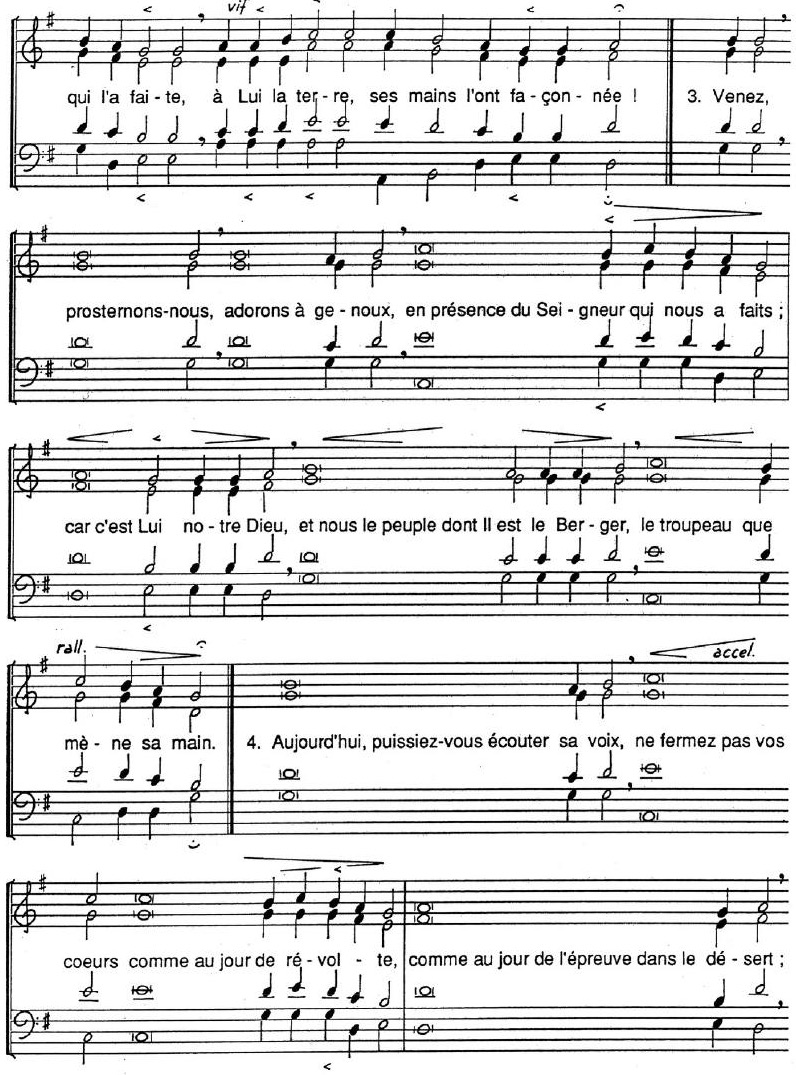 vif
qui l'a fai-te, à Lui la ter-re, ses mains l'ont fa-çon-née ! 3. Venez,
prosternons-nous, adorons à ge-noux, en présence du Sei-gneur qui nous a faits ;
car c'est Lui no-tre Dieu, et nous le peuple dont Il est le Ber-ger, le troupeau que
rall. accel.
mè-ne sa main. 4. Aujourd'hui, puissiez-vous écouter sa voix, ne fermez pas vos
coeurs comme au jour de ré-vol-te, comme au jour de l'épreuve dans le dé-sert ;